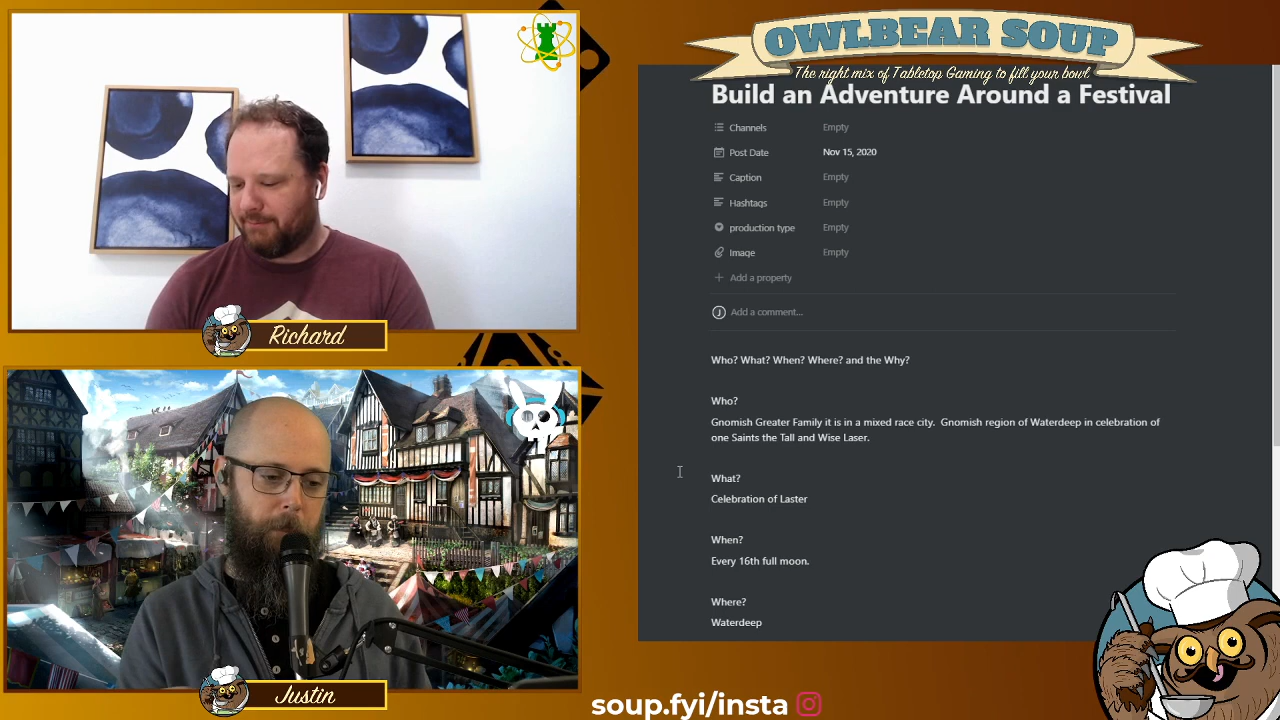 OWLBEAR SOUP
The right mix of Tabletop Gaming to fill your bowl
Build an Adventure Around a Festival
Channels Empty
Post Date Nov 15, 2020
Caption Empty
Hashtags Empty
production type Empty
Image Empty
Add a property
J Add a comment...
Who? What? When? Where? and the Why?
Who?
Gnomish Greater Family it is in a mixed race city. Gnomish region of Waterdeep in celebration of
one Saints the Tall and Wise Laser.
What?
Celebration of Laster
When?
Every 16th full moon.
Where?
Waterdeep
Richard
Justin
soup.fyi/insta